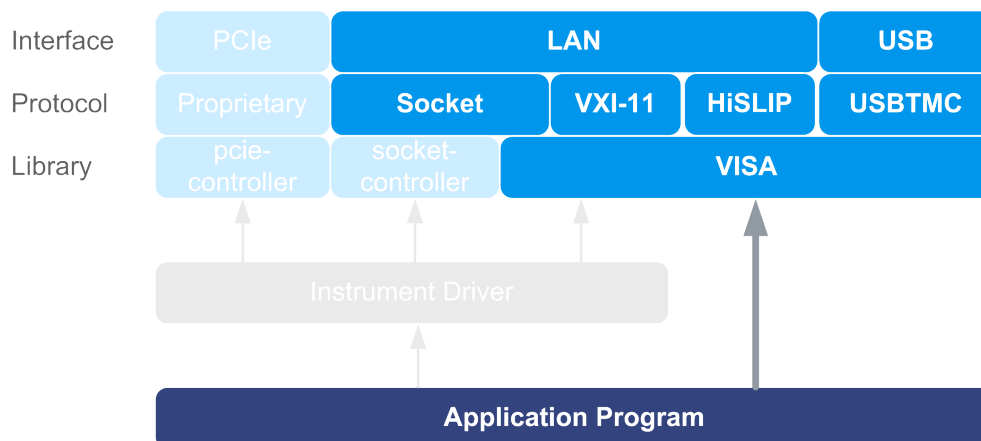 Interface PCIe LAN USB
Protocol Proprietary Socket VXI-11 HiSLIP USBTMC
Library pcie-controller socket-controller VISA
Instrument Driver
Application Program